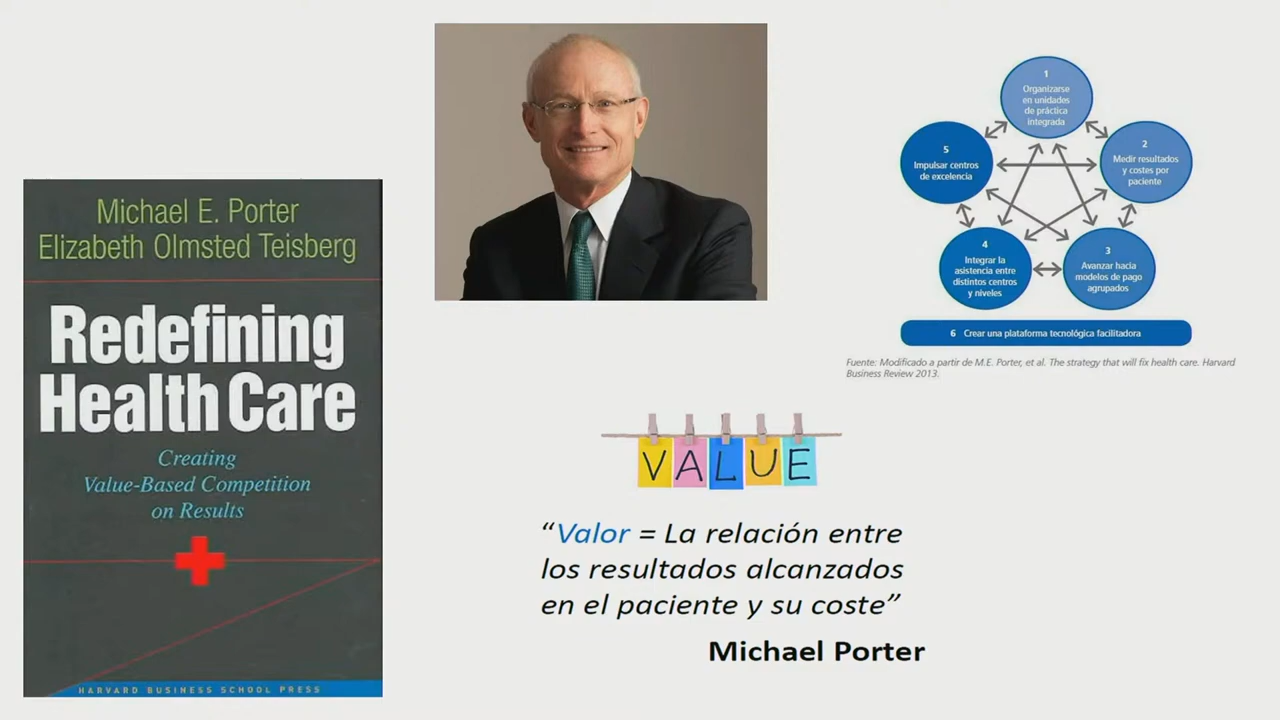 Michael E. Porter
Elizabeth Olmsted Teisberg
Redefining
Health Care
Creating
Value-Based Competition
on Results
HARVARD BUSINESS SCHOOL PRESS
1
Organizarse
en unidades
de práctica
integrada
2
Medir resultados
y costes por
paciente
3
Avanzar hacia
modelos de pago
agrupados
4
Integrar la
asistencia entre
distintos centros
y niveles
5
Impulsar centros
de excelencia
6 Crear una plataforma tecnológica facilitadora
Fuente: Modificado a partir de M.E. Porter, et al. The strategy that will fix health care. Harvard
Business Review 2013.
VALUE
“Valor = La relación entre
los resultados alcanzados
en el paciente y su coste”
Michael Porter